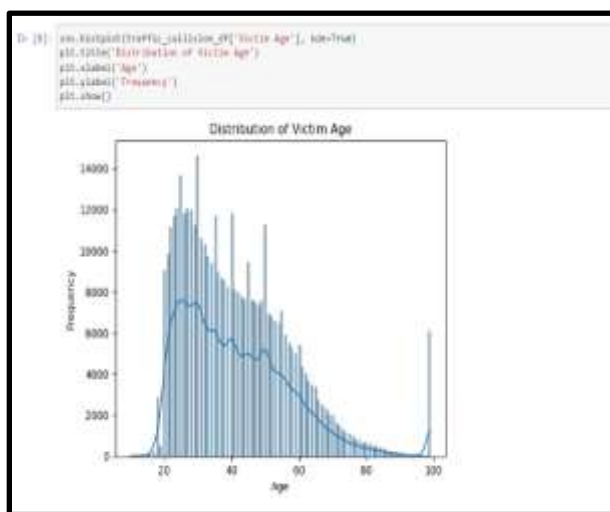 In [9]: sns.histplot(traffic_collision_df['Victim Age'], kde=True)
plt.title('Distribution of Victim Age')
plt.xlabel('Age')
plt.ylabel('Frequency')
plt.show()
Distribution of Victim Age
14000
12000
10000
8000
6000
4000
2000
0
Frequency
20 40 60 80 100
Age